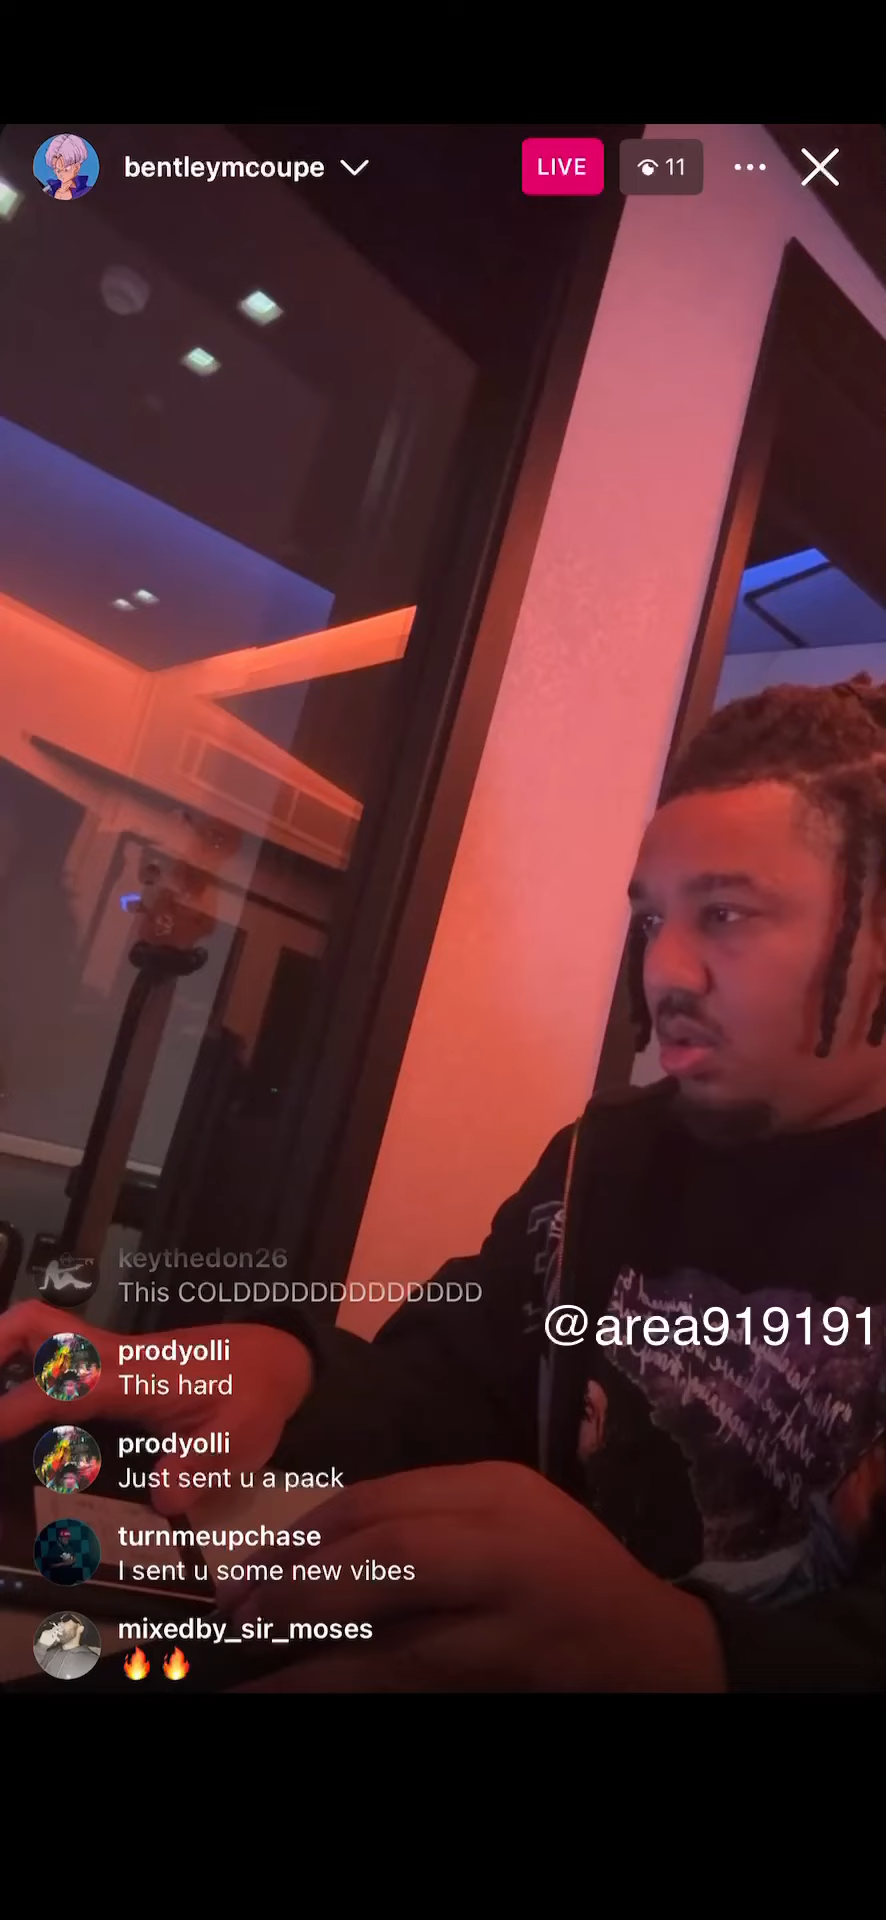 bentleymcoupe
LIVE
11
keythedon26
This COLDDDDDDDDDDDDD
@area919191
prodyolli
This hard
prodyolli
Just sent u a pack
turnmeupchase
I sent u some new vibes
mixedby_sir_moses
🔥🔥